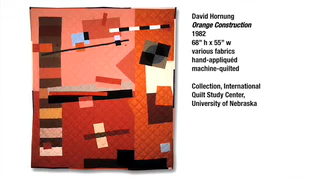 David Hornung
Orange Construction
1982
68" h x 55" w
various fabrics
hand-appliquéd
machine-quilted
Collection, International
Quilt Study Center,
University of Nebraska